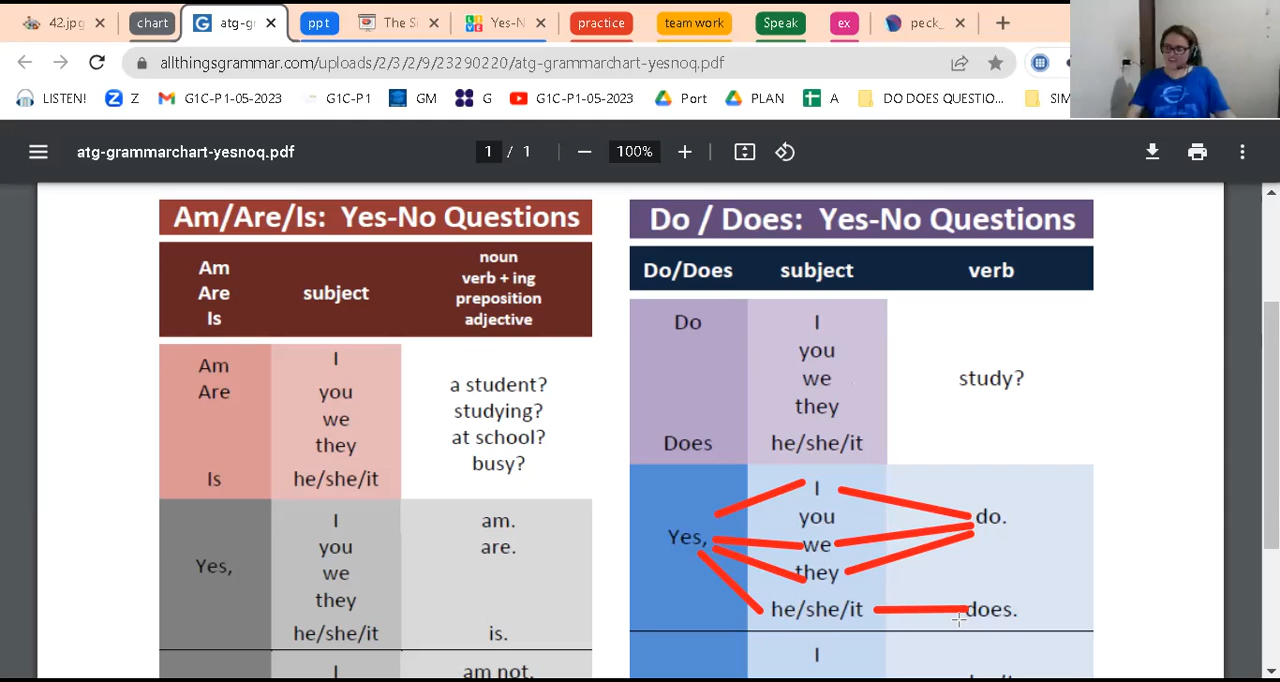 42.jpg
chart
atg-gr
ppt
The S
Yes-N
practice
team work
Speak
ex
peck_
allthingsgrammar.com/uploads/2/3/2/9/23290220/atg-grammarchart-yesnoq.pdf
LISTEN!
Z
G1C-P1-05-2023
G1C-P1
GM
G
G1C-P1-05-2023
Port
PLAN
A
DO DOES QUESTIO...
SIM
atg-grammarchart-yesnoq.pdf
1 / 1
100%
Am/Are/Is: Yes-No Questions
Am
Are
Is
subject
noun
verb + ing
preposition
adjective
Am
Are
Is
I
you
we
they
he/she/it
a student?
studying?
at school?
busy?
Yes,
I
you
we
they
he/she/it
am.
are.
is.
I
am not.
Do / Does: Yes-No Questions
Do/Does
subject
verb
Do
Does
I
you
we
they
he/she/it
study?
Yes,
I
you
we
they
he/she/it
do.
does.
I